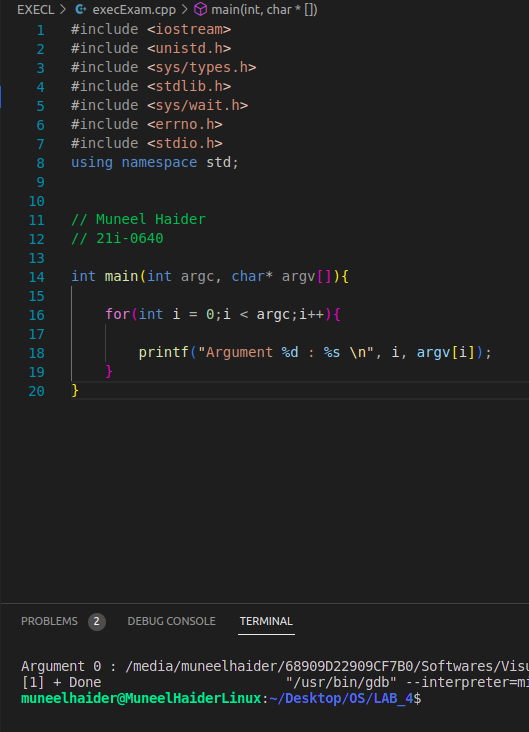 EXECL > execExam.cpp > main(int, char * [])
1 #include <iostream>
2 #include <unistd.h>
3 #include <sys/types.h>
4 #include <stdlib.h>
5 #include <sys/wait.h>
6 #include <errno.h>
7 #include <stdio.h>
8 using namespace std;
9
10
11 // Muneel Haider
12 // 21i-0640
13
14 int main(int argc, char* argv[]){
15
16 for(int i = 0;i < argc;i++){
17
18 printf("Argument %d : %s \n", i, argv[i]);
19 }
20 }
PROBLEMS 2 DEBUG CONSOLE TERMINAL
Argument 0 : /media/muneelhaider/68909D22909CF7B0/Softwares/Visu
[1] + Done "/usr/bin/gdb" --interpreter=mi
muneelhaider@MuneelHaiderLinux:~/Desktop/OS/LAB_4$